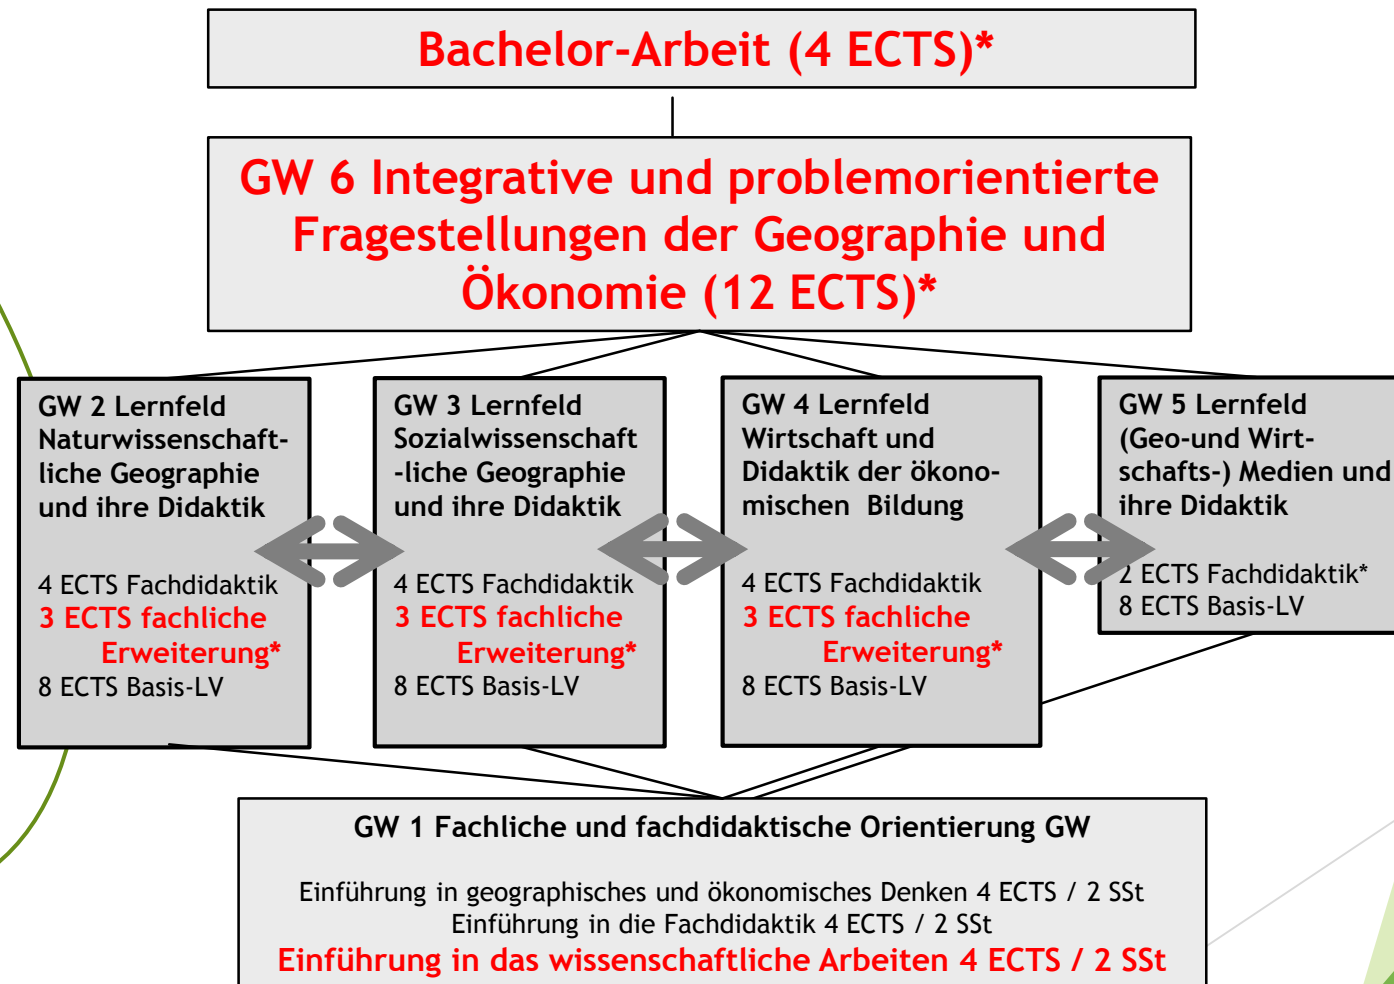 Bachelor-Arbeit (4 ECTS)*
GW 6 Integrative und problemorientierte
Fragestellungen der Geographie und
Ökonomie (12 ECTS)*
GW 2 Lernfeld
Naturwissenschaft-
liche Geographie
und ihre Didaktik
4 ECTS Fachdidaktik
3 ECTS fachliche
Erweiterung*
8 ECTS Basis-LV
GW 3 Lernfeld
Sozialwissenschaft
-liche Geographie
und ihre Didaktik
4 ECTS Fachdidaktik
3 ECTS fachliche
Erweiterung*
8 ECTS Basis-LV
GW 4 Lernfeld
Wirtschaft und
Didaktik der ökono-
mischen Bildung
4 ECTS Fachdidaktik
3 ECTS fachliche
Erweiterung*
8 ECTS Basis-LV
GW 5 Lernfeld
(Geo-und Wirt-
schafts-) Medien und
ihre Didaktik
2 ECTS Fachdidaktik*
8 ECTS Basis-LV
GW 1 Fachliche und fachdidaktische Orientierung GW
Einführung in geographisches und ökonomisches Denken 4 ECTS / 2 SSt
Einführung in die Fachdidaktik 4 ECTS / 2 SSt
Einführung in das wissenschaftliche Arbeiten 4 ECTS / 2 SSt